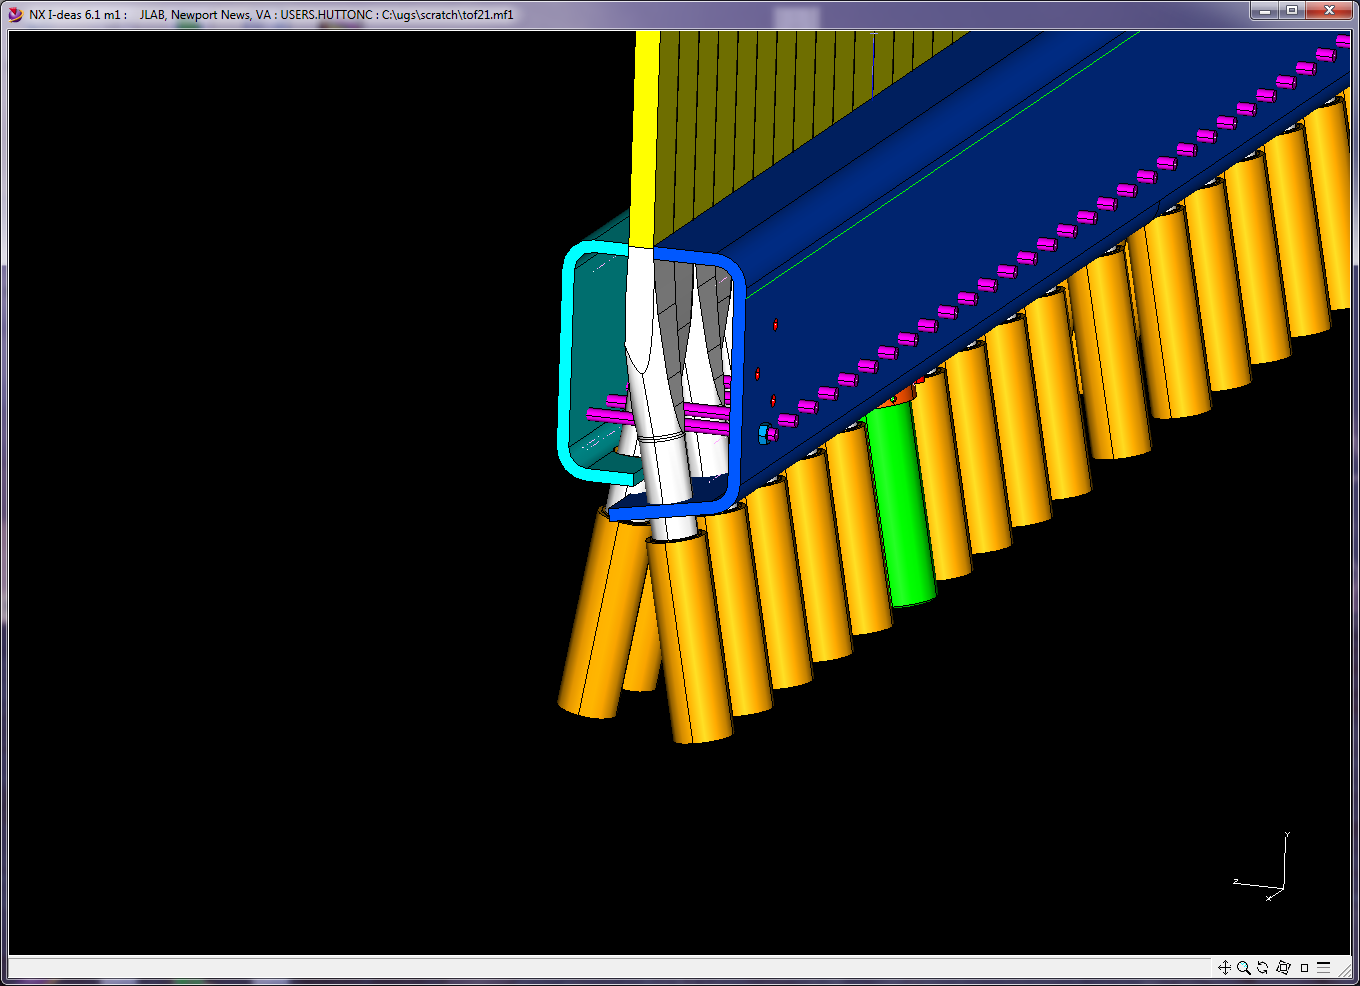 NX I-deas 6.1 m1 : JLAB, Newport News, VA : USERS.HUTTONC : C:\ugs\scratch\tof21.mf1
Y
Z
X